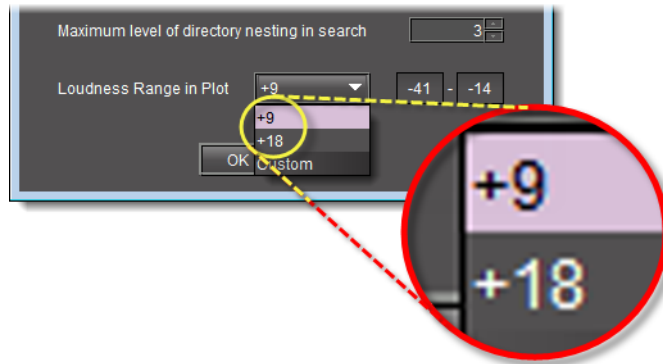 Maximum level of directory nesting in search 3
Loudness Range in Plot +9 -41 - -14
+9
+18
OK Custom
+9
+18